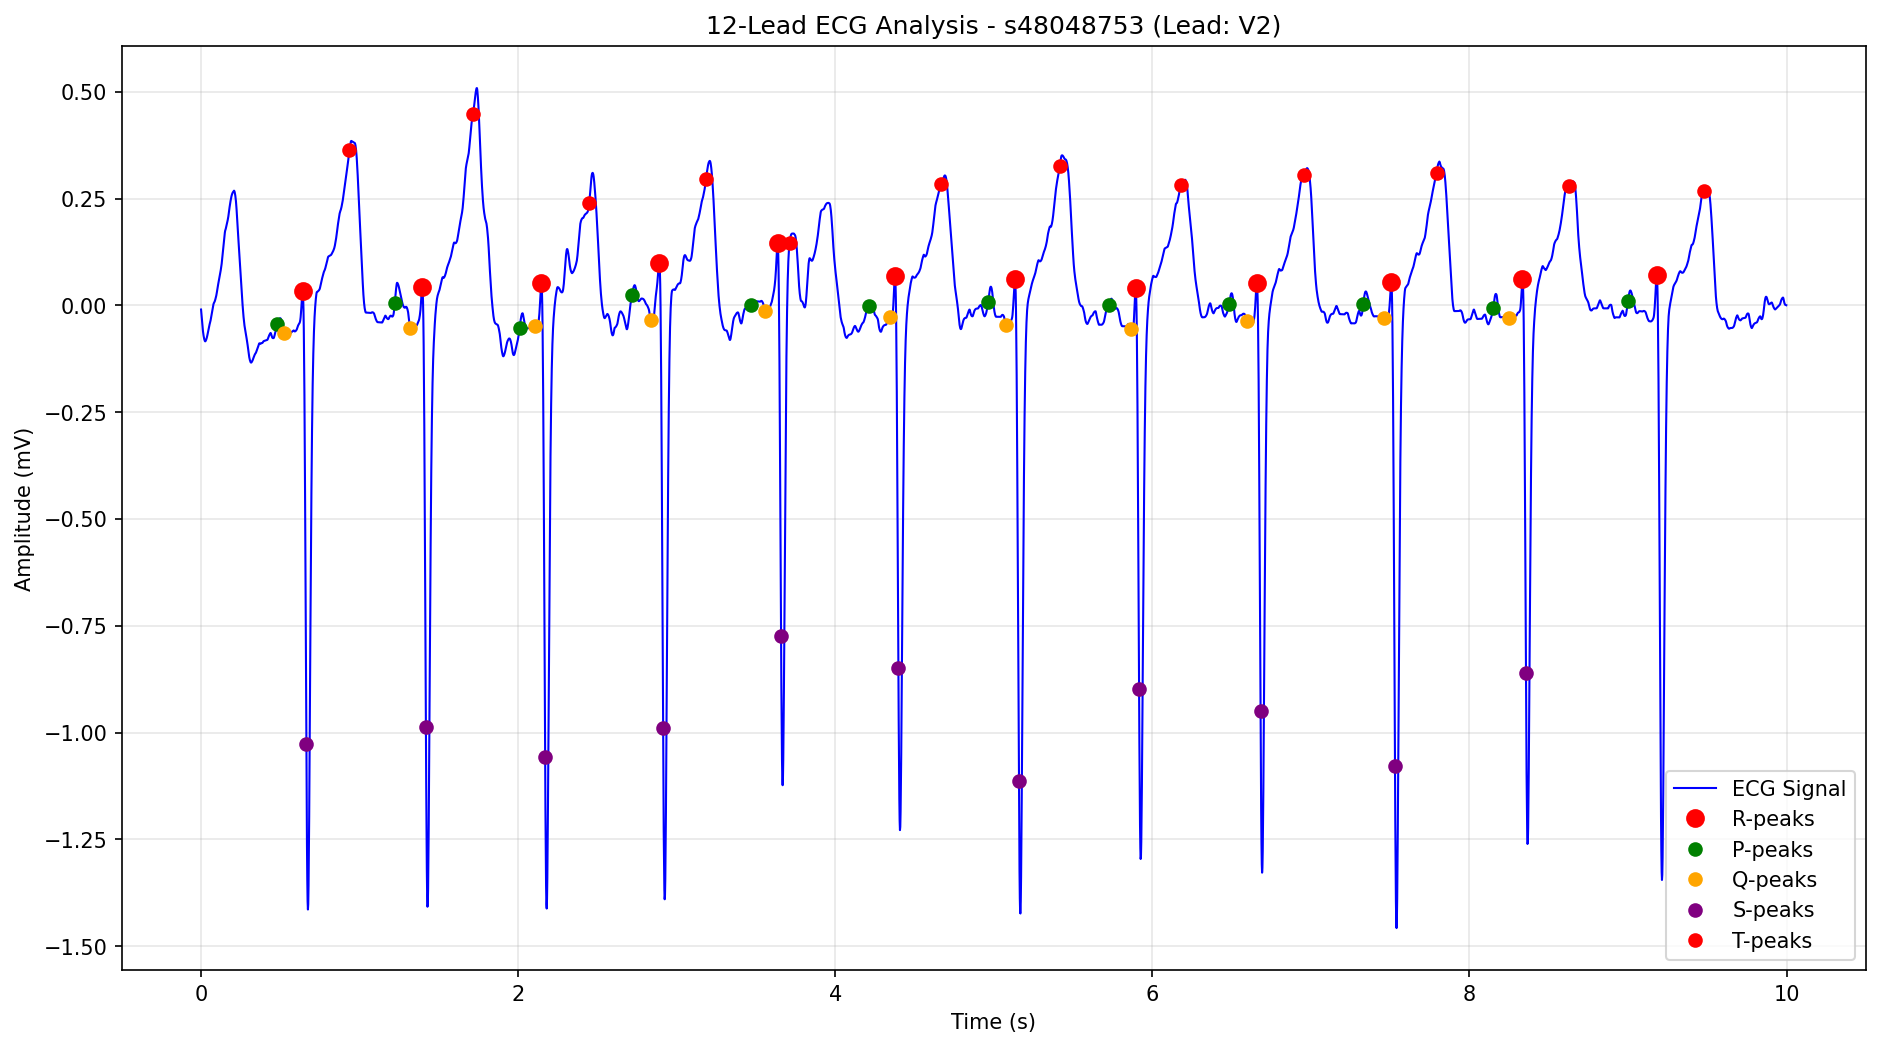 12-Lead ECG Analysis - s48048753 (Lead: V2)
0.50
0.25
0.00
−0.25
−0.50
−0.75
−1.00
−1.25
−1.50
Amplitude (mV)
0 2 4 6 8 10
Time (s)
ECG Signal
R-peaks
P-peaks
Q-peaks
S-peaks
T-peaks